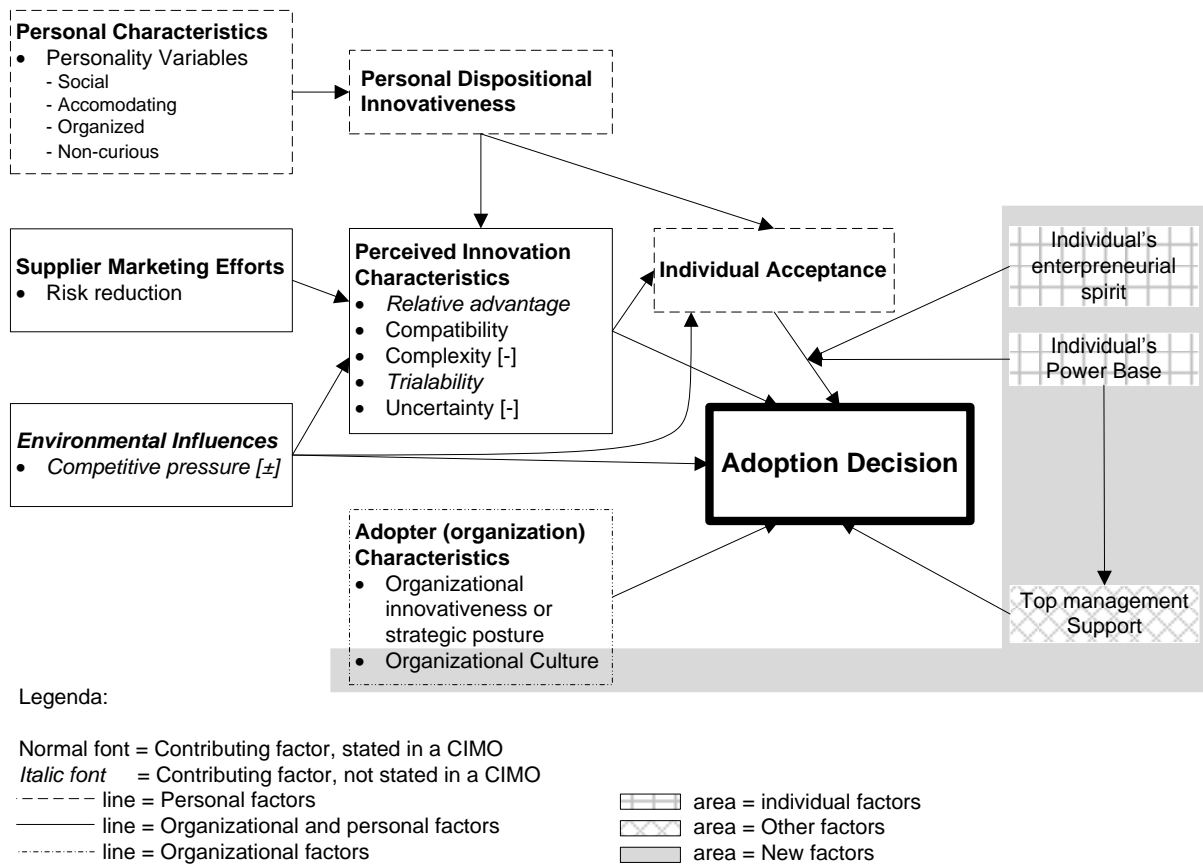 Personal Characteristics
• Personality Variables
- Social
- Accomodating
- Organized
- Non-curious
Personal Dispositional
Innovativeness
Supplier Marketing Efforts
• Risk reduction
Perceived Innovation
Characteristics
• Relative advantage
• Compatibility
• Complexity [-]
• Trialability
• Uncertainty [-]
Individual Acceptance
Individual's
enterpreneurial
spirit
Individual's
Power Base
Environmental Influences
• Competitive pressure [±]
Adoption Decision
Adopter (organization)
Characteristics
• Organizational
innovativeness or
strategic posture
• Organizational Culture
Top management
Support
Legenda:
Normal font = Contributing factor, stated in a CIMO
Italic font = Contributing factor, not stated in a CIMO
line = Personal factors
line = Organizational and personal factors
line = Organizational factors
area = individual factors
area = Other factors
area = New factors